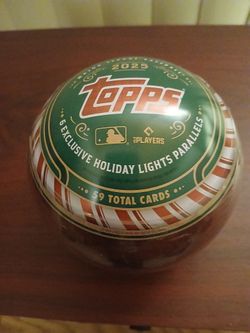 2025
Topps
6 EXCLUSIVE HOLIDAY LIGHTS PARALLELS
PLAYERS
59 TOTAL CARDS